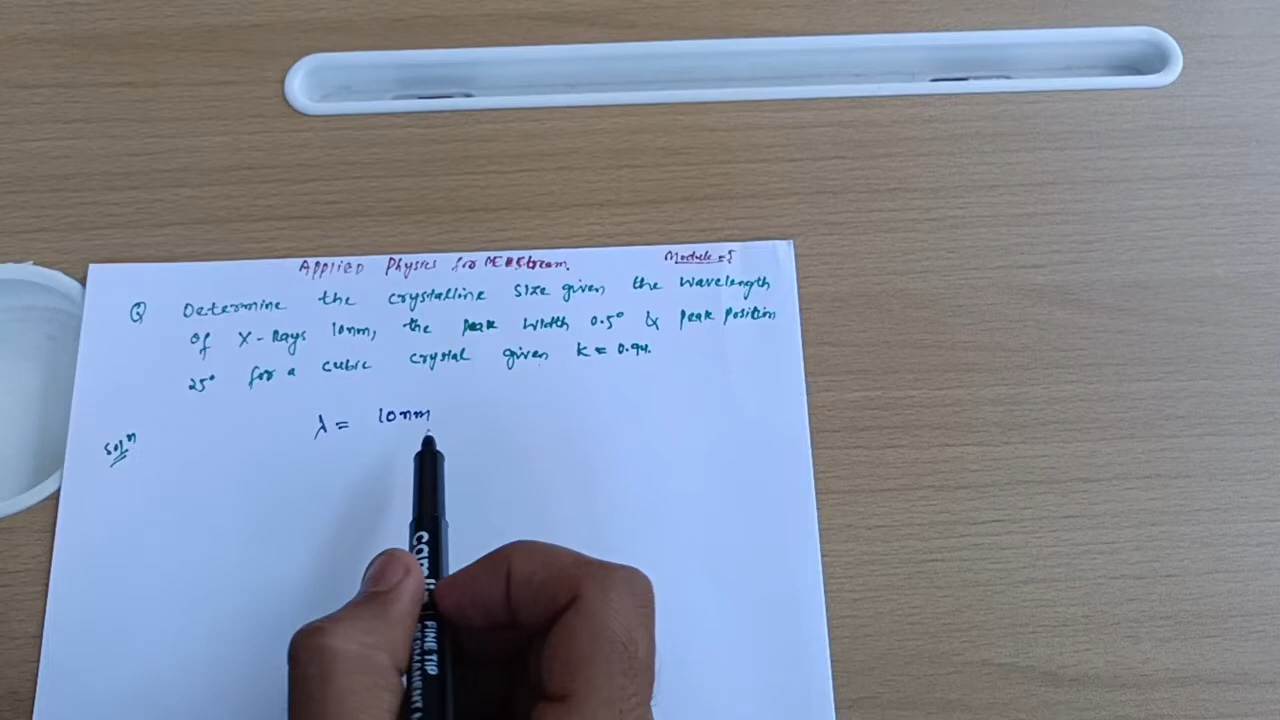 Applied Physics for ME stream. Module-5
Q Determine the crystalline size given the wavelength
of X-Rays 10nm, the peak width 0.5° & peak position
25° for a cubic crystal given K = 0.94.
Solⁿ λ = 10nm
FINE TIP